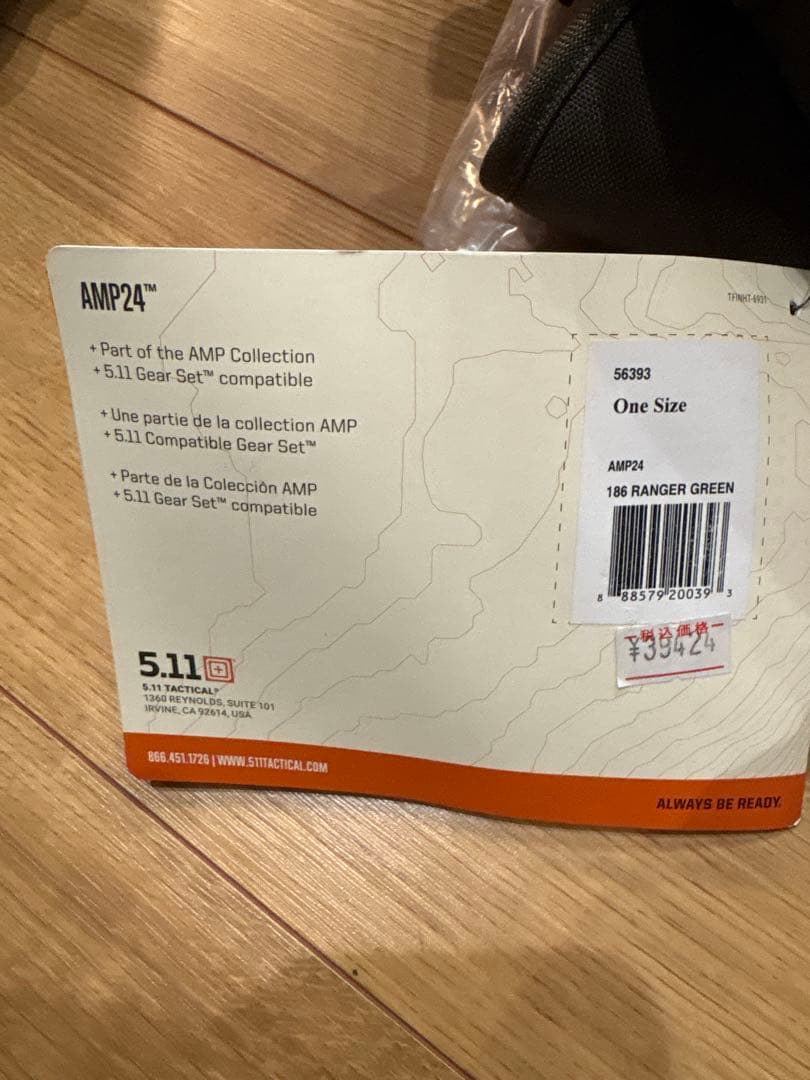 AMP24™
+ Part of the AMP Collection
+ 5.11 Gear Set™ compatible
+ Une partie de la collection AMP
+ 5.11 Compatible Gear Set™
+ Parte de la Colección AMP
+ 5.11 Gear Set™ compatible
5.11
5.11 TACTICAL®
1360 REYNOLDS, SUITE 101
IRVINE, CA 92614, USA
866.451.1726 | WWW.511TACTICAL.COM
TFINHT-6931
56393
One Size
AMP24
186 RANGER GREEN
8 88579 20039 3
税込価格
¥39424
ALWAYS BE READY.